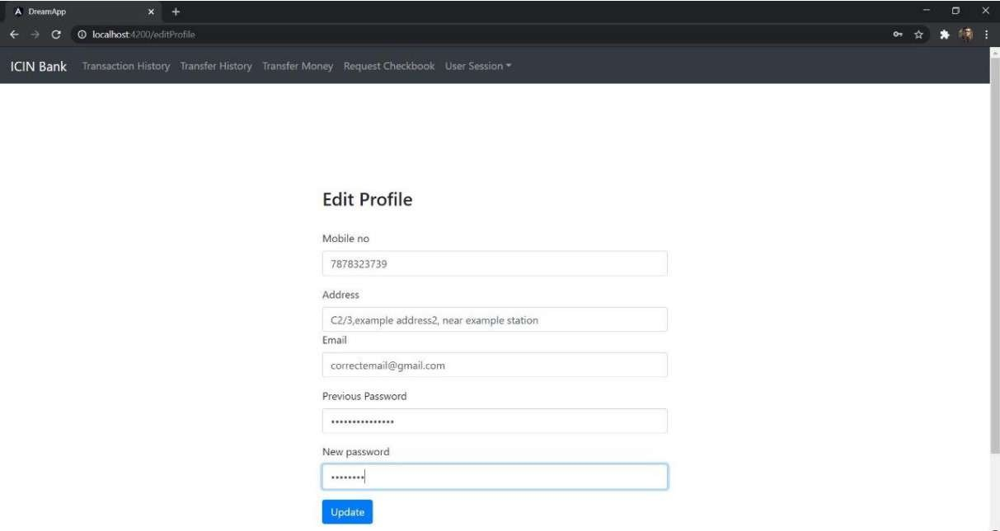 DreamApp
localhost:4200/editProfile
ICIN Bank Transaction History Transfer History Transfer Money Request Checkbook User Session
Edit Profile
Mobile no
7878323739
Address
C2/3,example address2, near example station
Email
correctemail@gmail.com
Previous Password
•••••••••••••••
New password
••••••••
Update